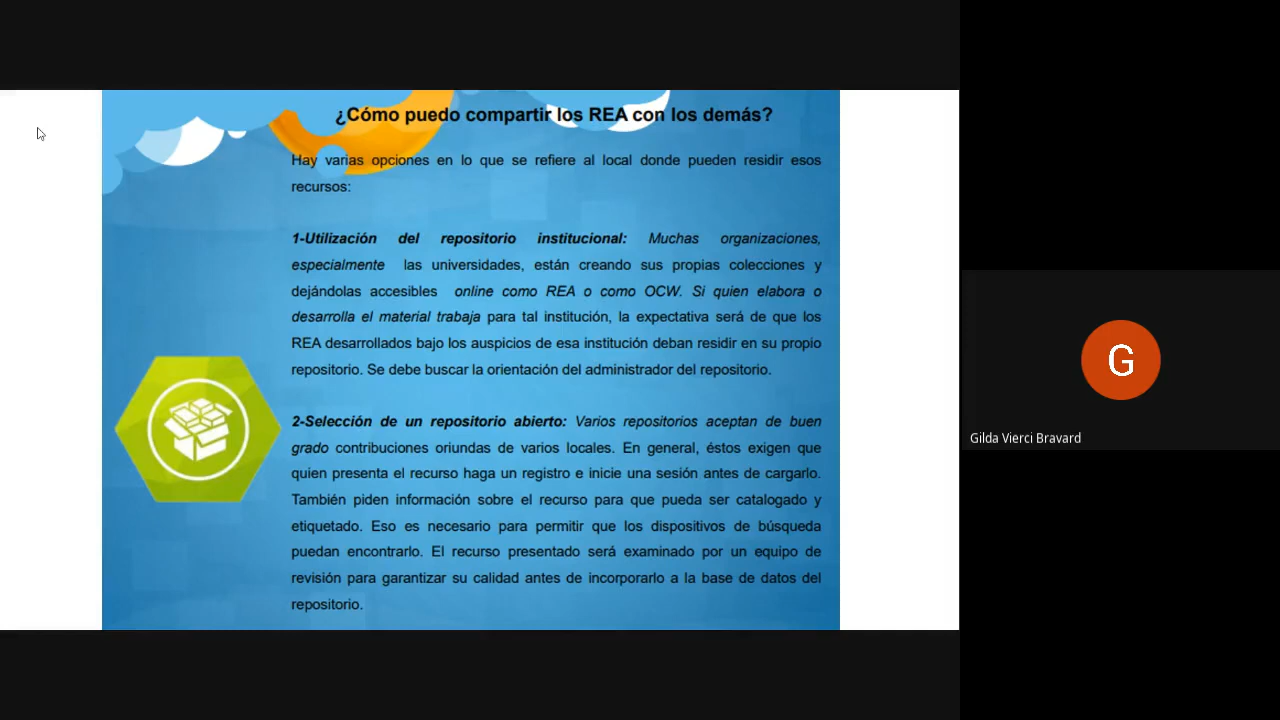 ¿Cómo puedo compartir los REA con los demás?
Hay varias opciones en lo que se refiere al local donde pueden residir esos
recursos:
1-Utilización del repositorio institucional: Muchas organizaciones,
especialmente las universidades, están creando sus propias colecciones y
dejándolas accesibles online como REA o como OCW. Si quien elabora o
desarrolla el material trabaja para tal institución, la expectativa será de que los
REA desarrollados bajo los auspicios de esa institución deban residir en su propio
repositorio. Se debe buscar la orientación del administrador del repositorio.
2-Selección de un repositorio abierto: Varios repositorios aceptan de buen
grado contribuciones oriundas de varios locales. En general, éstos exigen que
quien presenta el recurso haga un registro e inicie una sesión antes de cargarlo.
También piden información sobre el recurso para que pueda ser catalogado y
etiquetado. Eso es necesario para permitir que los dispositivos de búsqueda
puedan encontrarlo. El recurso presentado será examinado por un equipo de
revisión para garantizar su calidad antes de incorporarlo a la base de datos del
repositorio.
G
Gilda Vierci Bravard